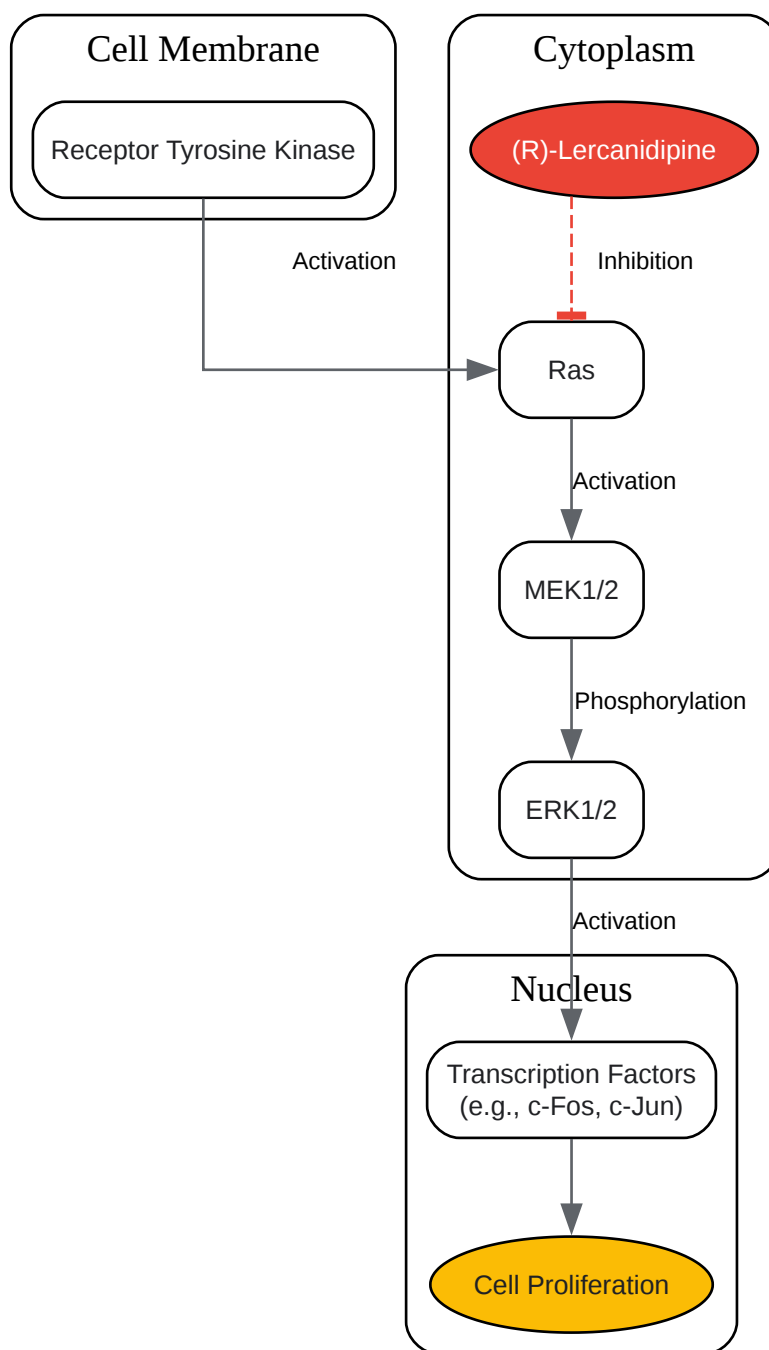 Cell Membrane
Receptor Tyrosine Kinase
Cytoplasm
(R)-Lercanidipine
Activation
Inhibition
Ras
Activation
MEK1/2
Phosphorylation
ERK1/2
Activation
Nucleus
Transcription Factors
(e.g., c-Fos, c-Jun)
Cell Proliferation